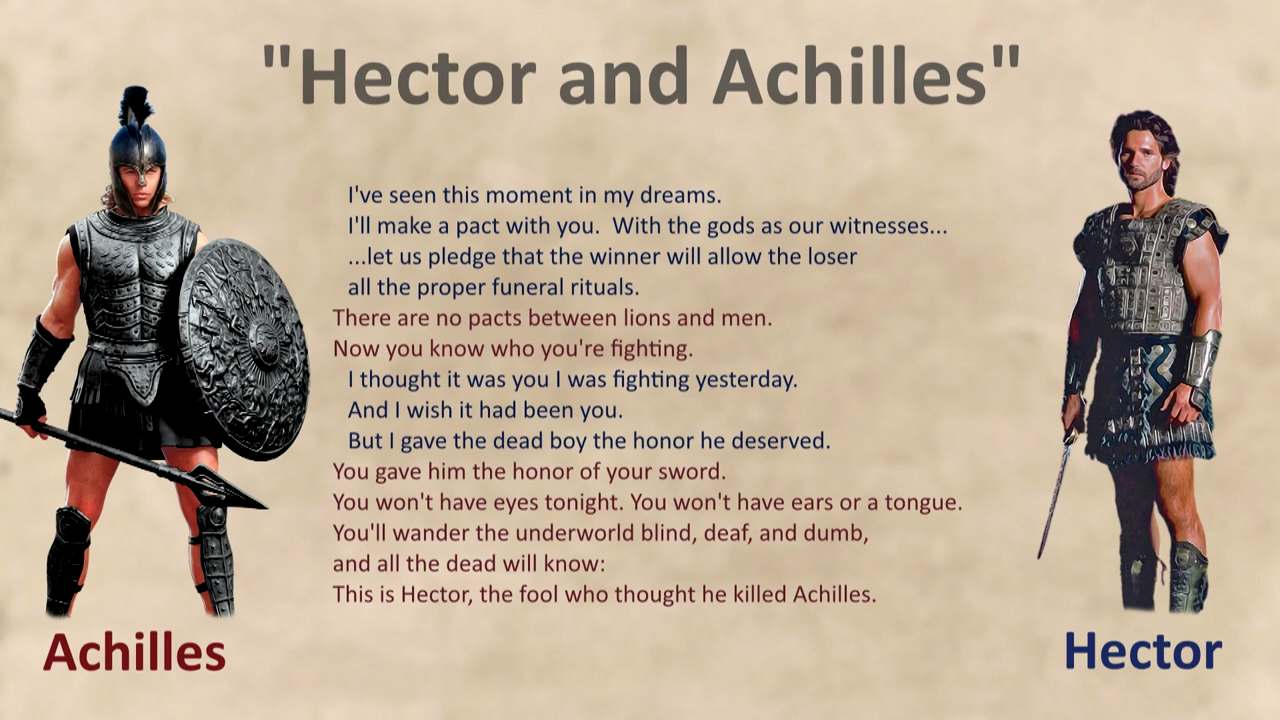 "Hector and Achilles"
I've seen this moment in my dreams.
I'll make a pact with you.  With the gods as our witnesses...
...let us pledge that the winner will allow the loser
all the proper funeral rituals.
There are no pacts between lions and men.
Now you know who you're fighting.
I thought it was you I was fighting yesterday.
And I wish it had been you.
But I gave the dead boy the honor he deserved.
You gave him the honor of your sword.
You won't have eyes tonight. You won't have ears or a tongue.
You'll wander the underworld blind, deaf, and dumb,
and all the dead will know:
This is Hector, the fool who thought he killed Achilles.
Achilles
Hector